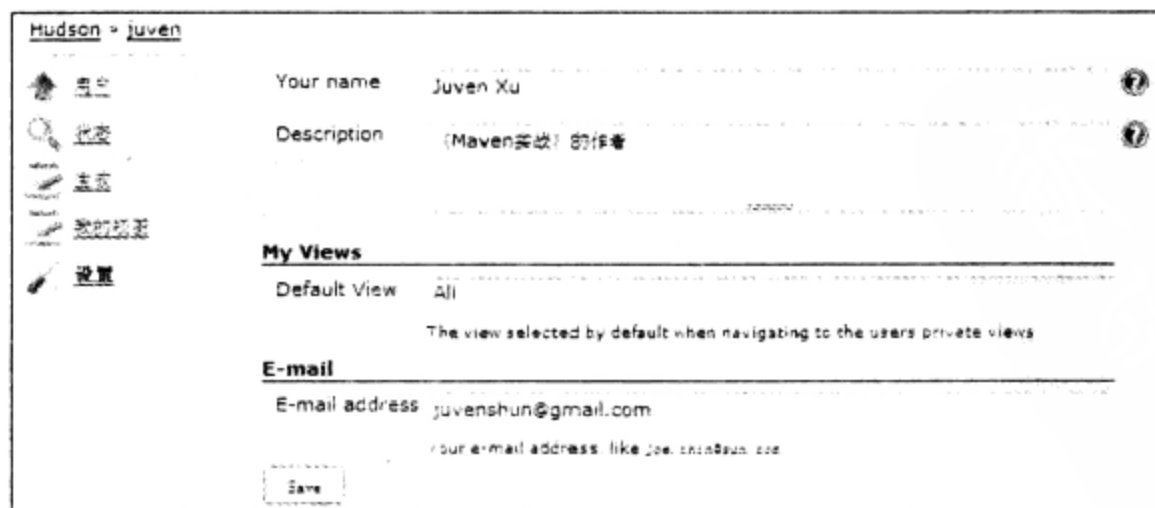 Hudson » juven
状态
设置
Your name
Juven Xu
Description
《Maven实战》的作者
My Views
Default View
All
The view selected by default when navigating to the users private views
E-mail
E-mail address
juvenshun@gmail.com
Your e-mail address, like
Save